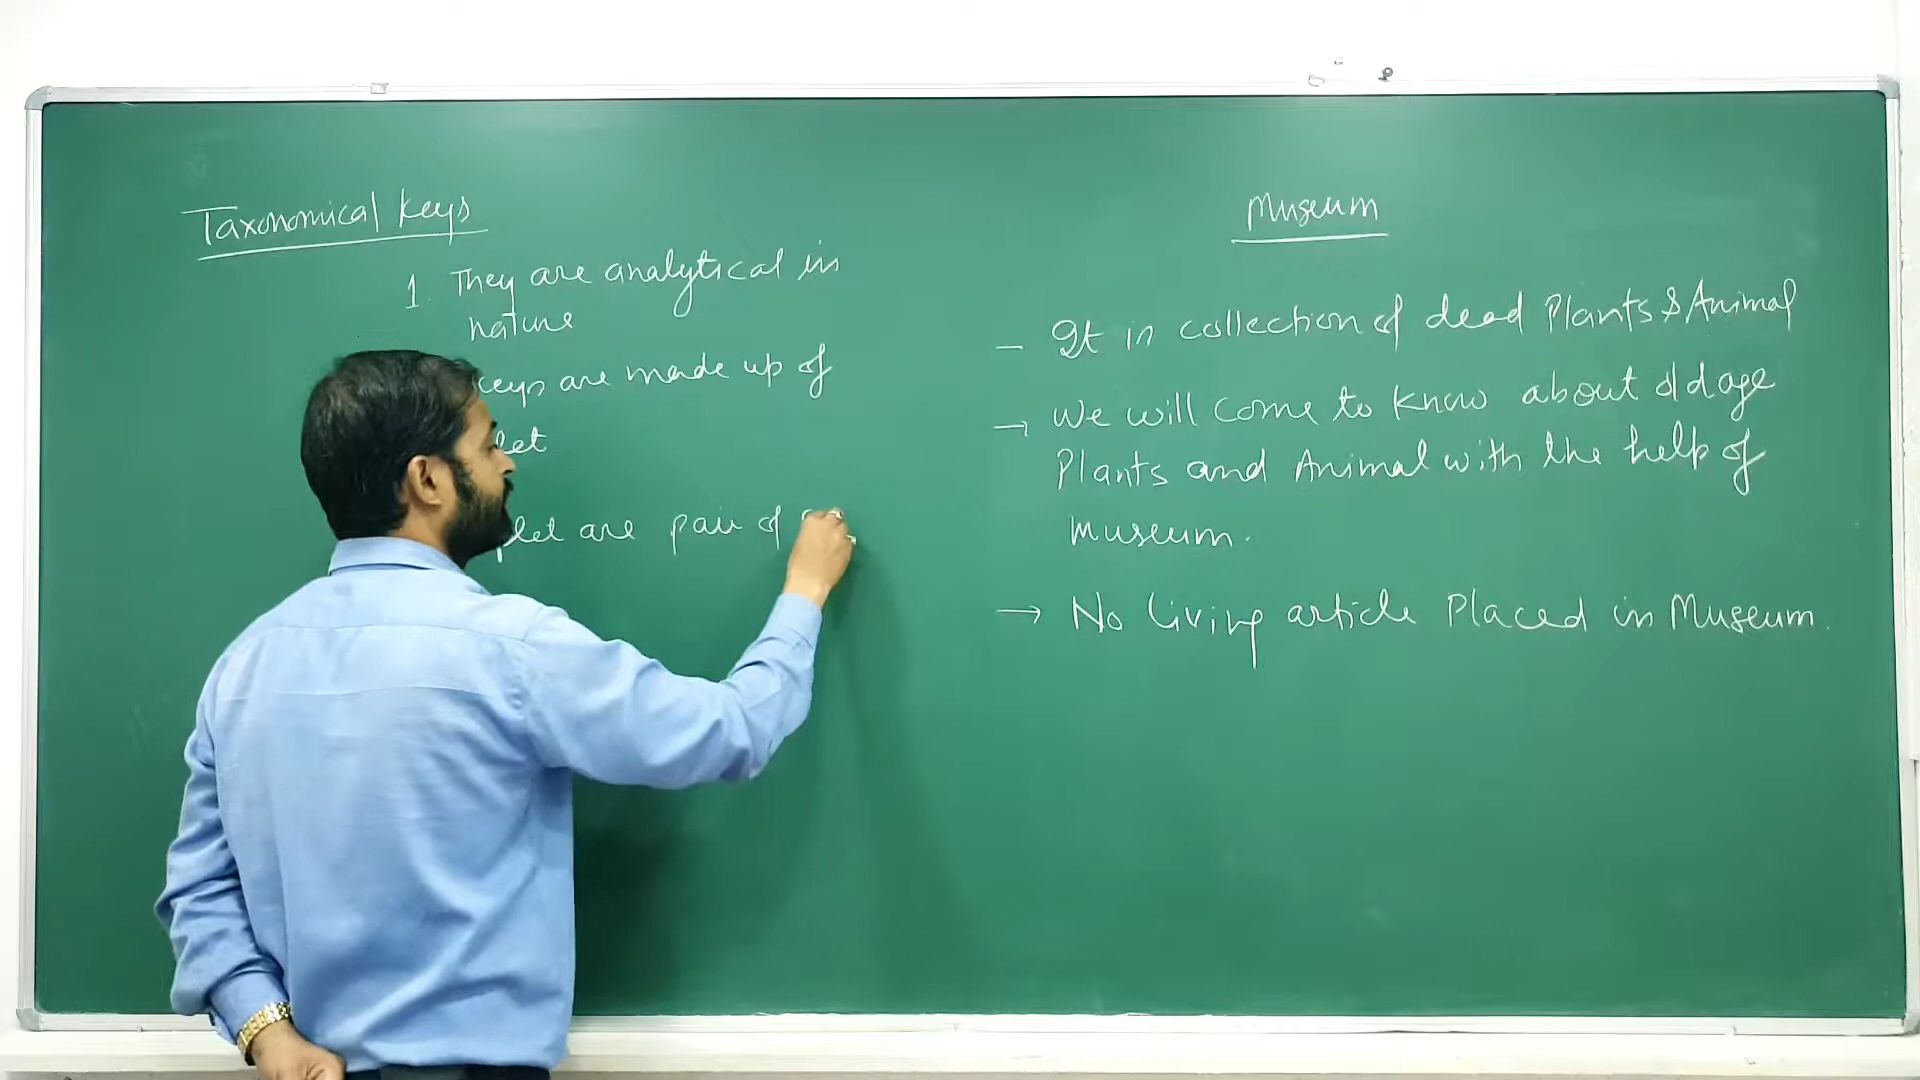 Taxonomical Keys
1. They are analytical in
nature
keys are made up of
let
plet are pair of
Museum
– It is collection of dead Plants & Animal
→ We will come to know about old age
Plants and Animal with the help of
museum.
→ No living article Placed in Museum.